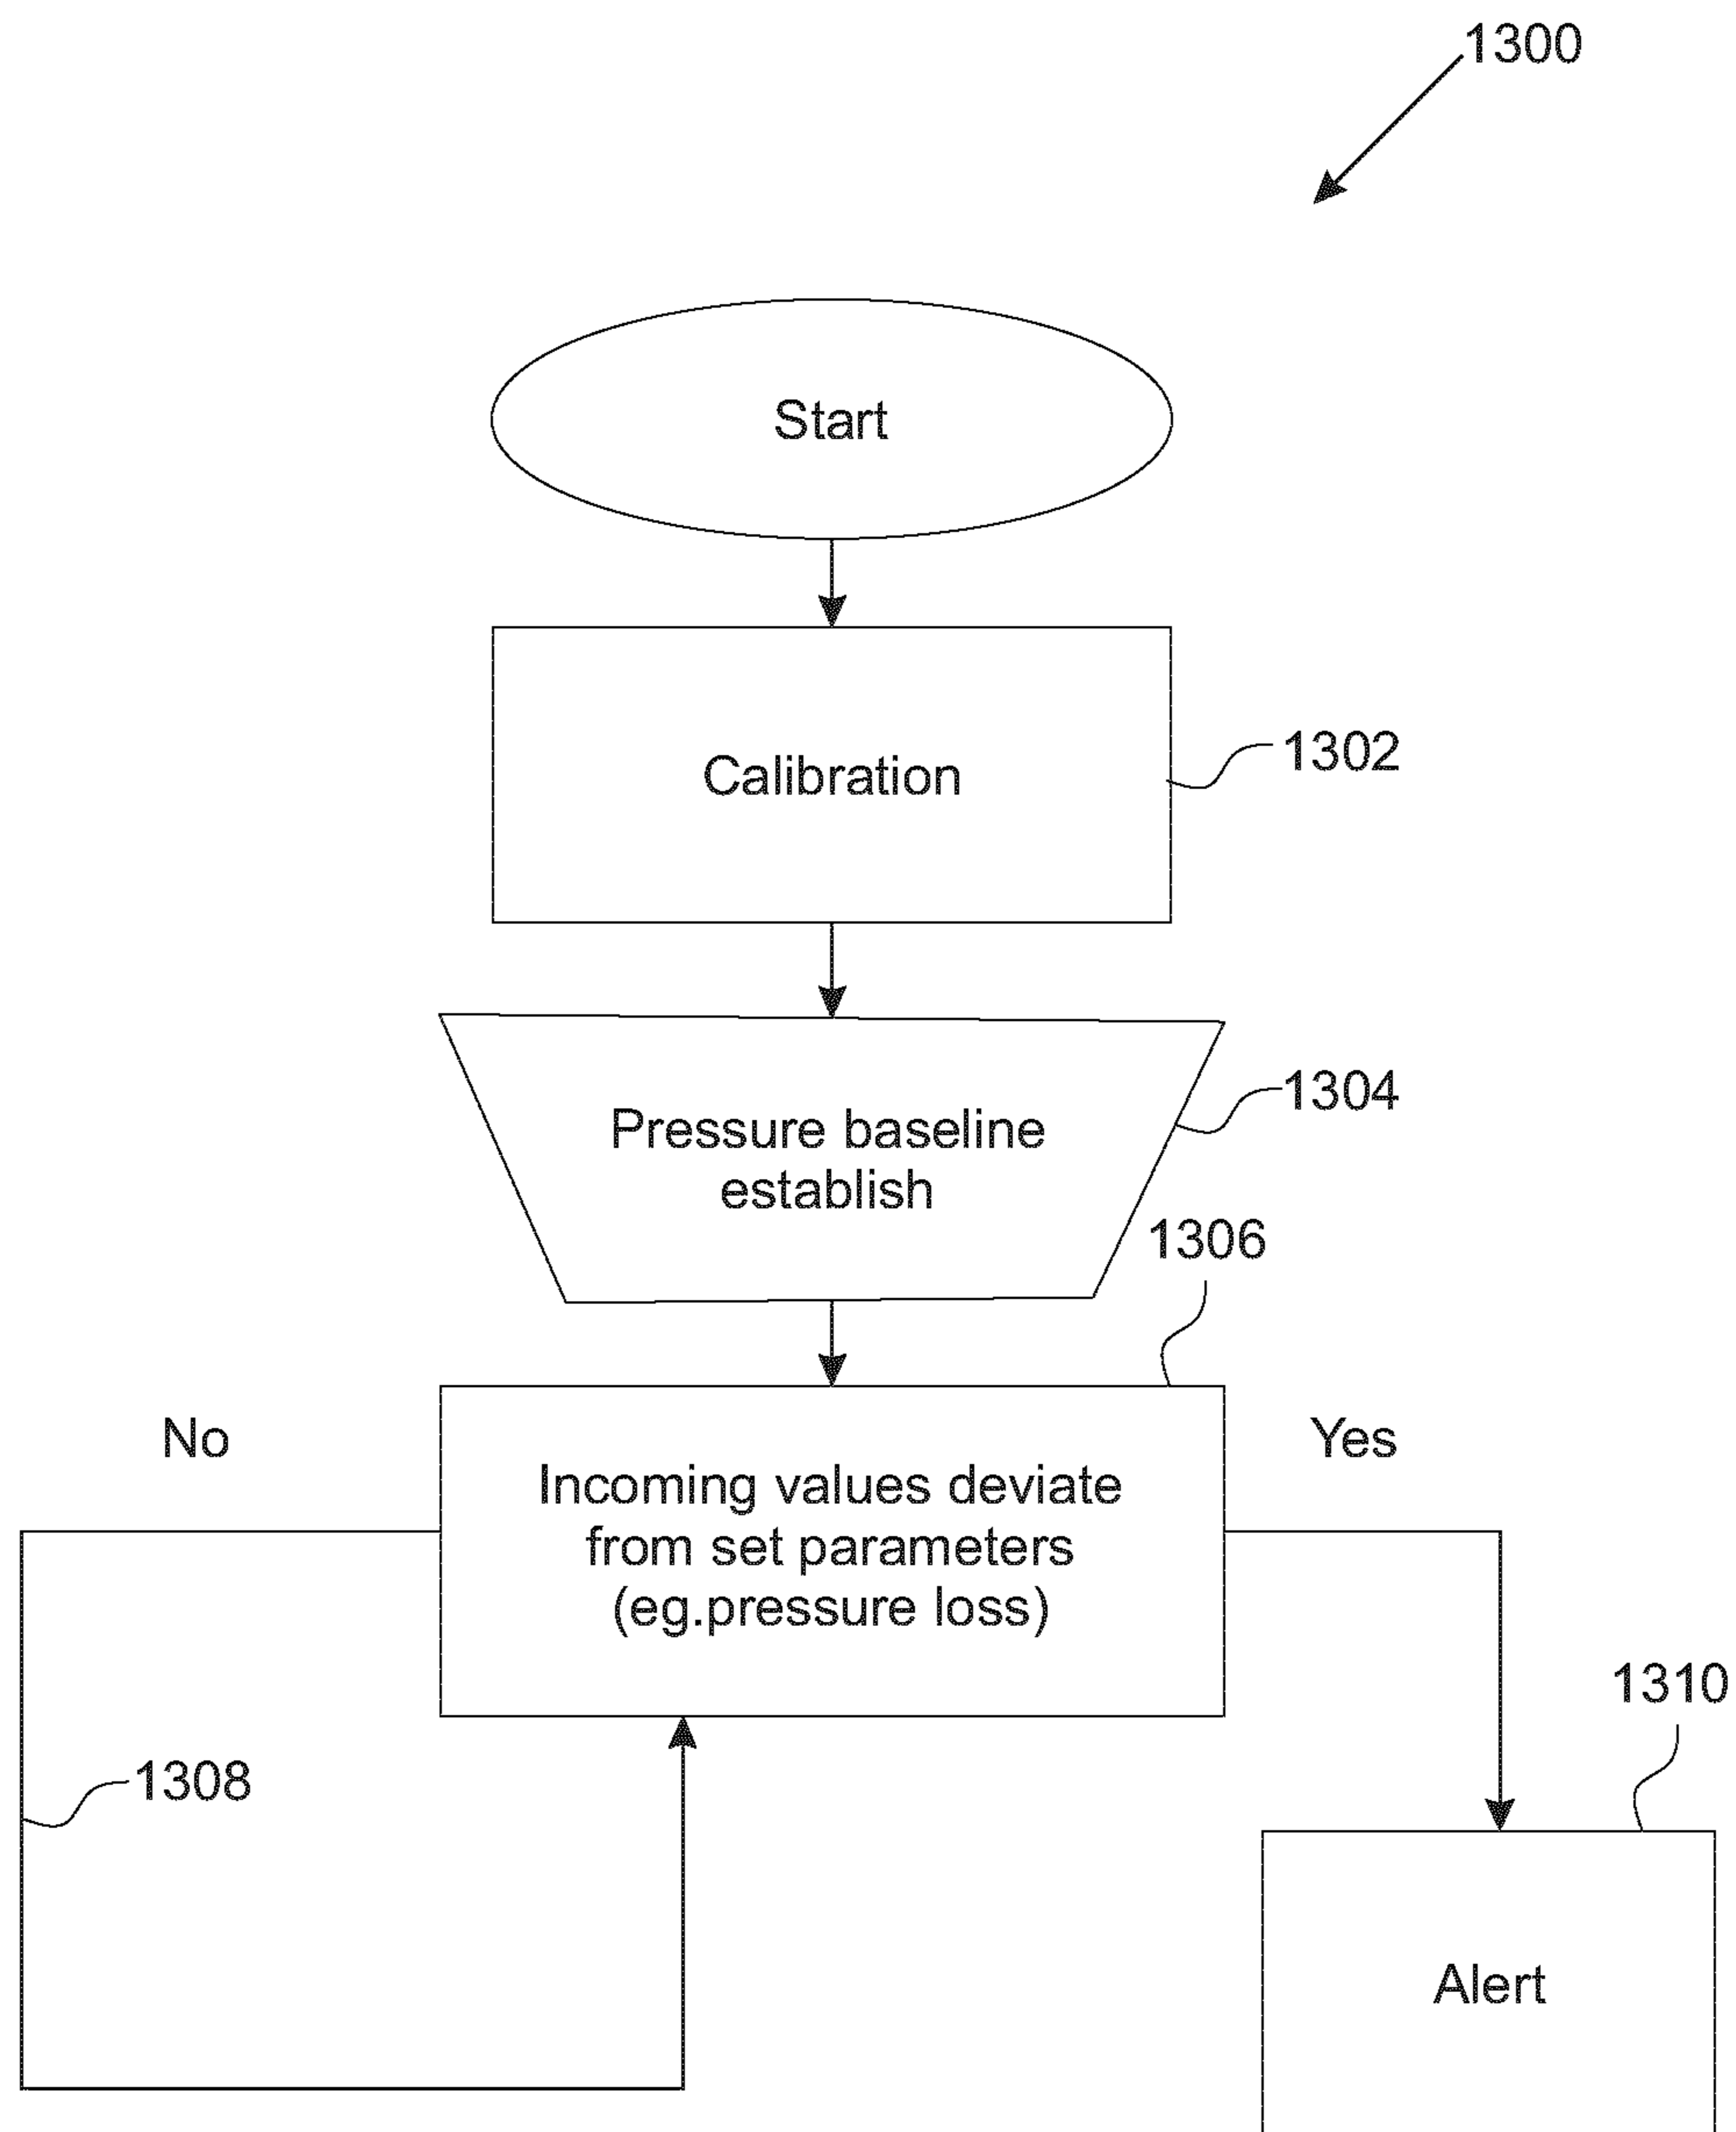 1300
Start
Calibration
1302
Pressure baseline
establish
1304
1306
No
Yes
Incoming values deviate
from set parameters
(eg.pressure loss)
1308
1310
Alert